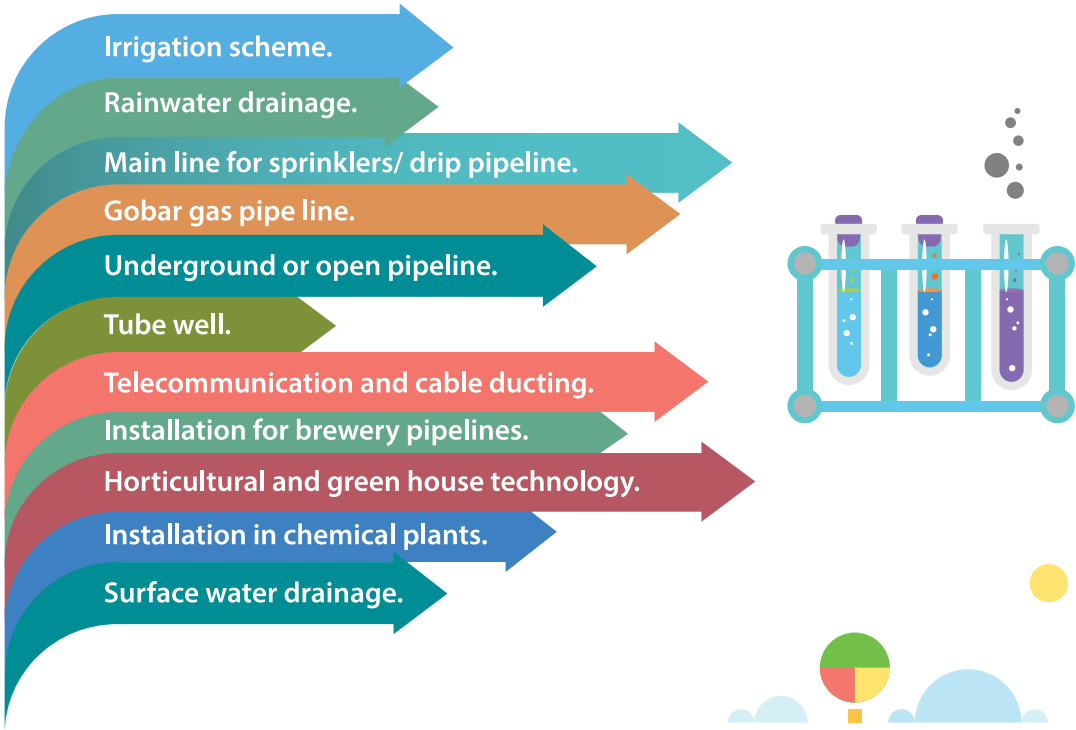 Irrigation scheme.
Rainwater drainage.
Main line for sprinklers/ drip pipeline.
Gobar gas pipe line.
Underground or open pipeline.
Tube well.
Telecommunication and cable ducting.
Installation for brewery pipelines.
Horticultural and green house technology.
Installation in chemical plants.
Surface water drainage.